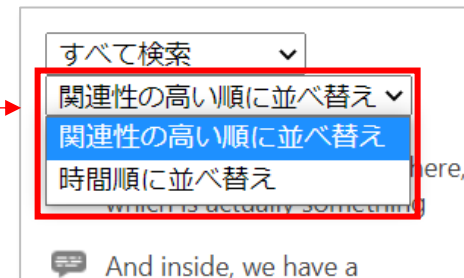 すべて検索
関連性の高い順に並べ替え
関連性の高い順に並べ替え
時間順に並べ替え
here,
which is actually something
And inside, we have a